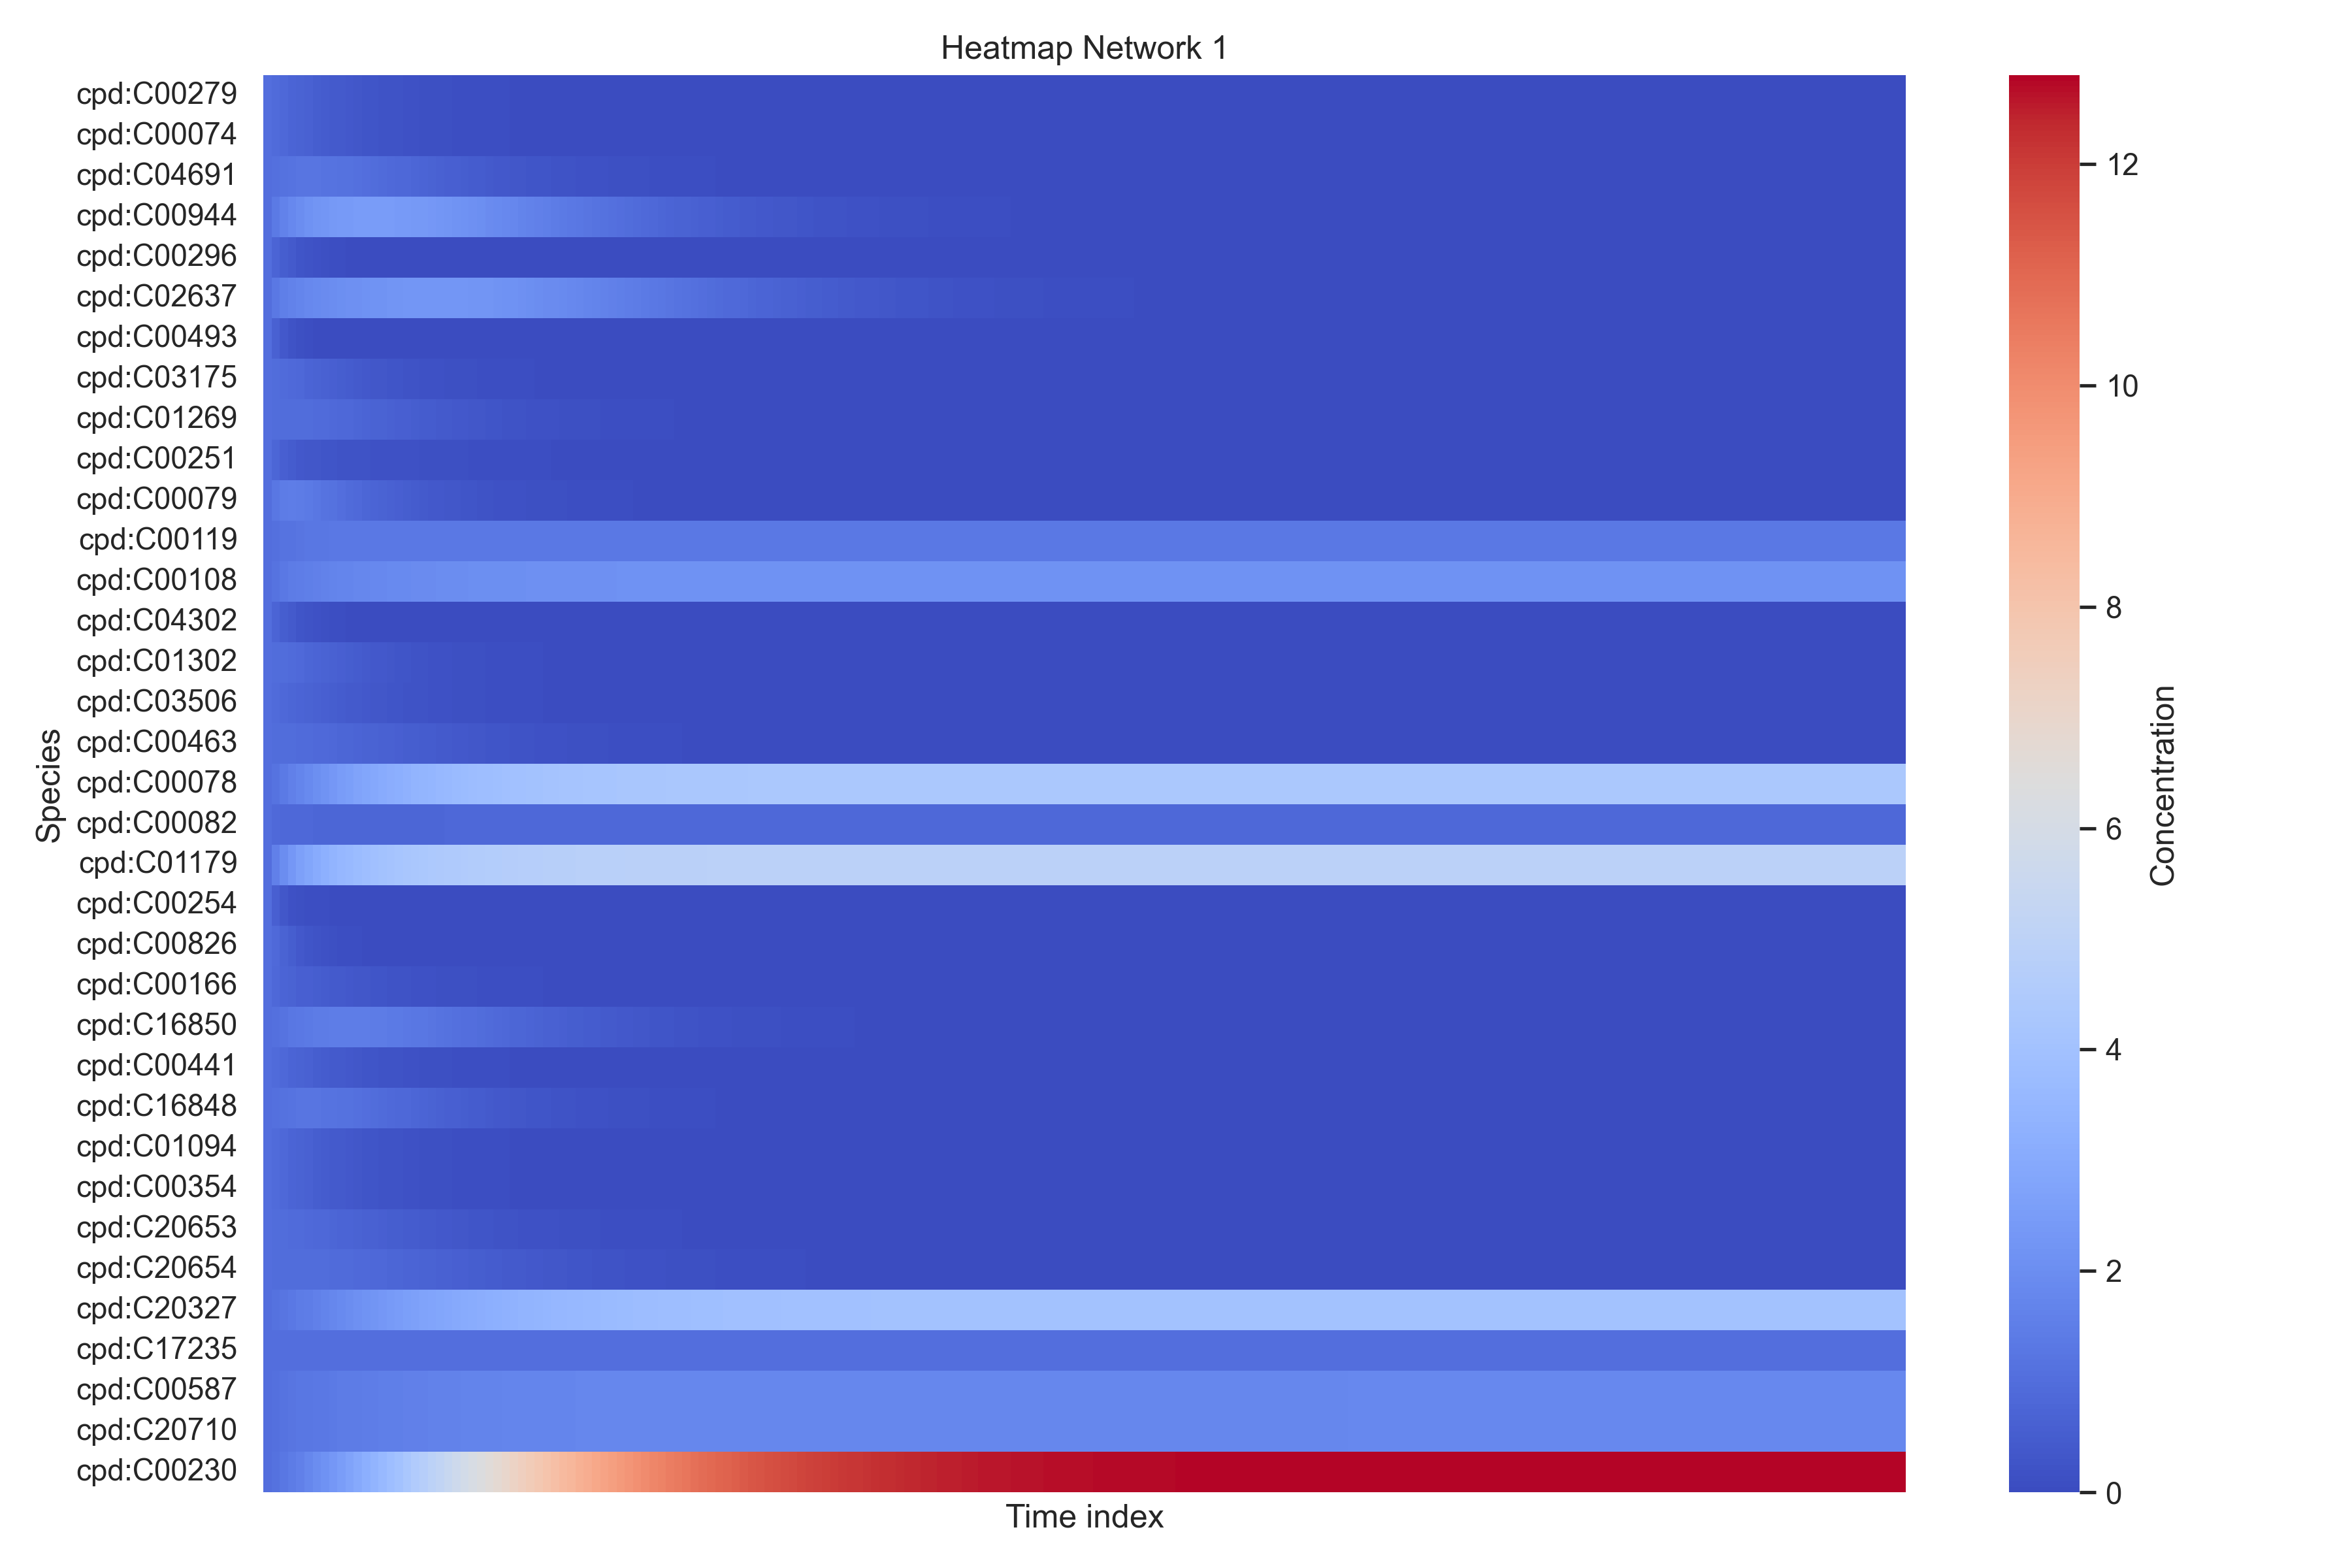 Heatmap Network 1
cpd:C00279
cpd:C00074
cpd:C04691
cpd:C00944
cpd:C00296
cpd:C02637
cpd:C00493
cpd:C03175
cpd:C01269
cpd:C00251
cpd:C00079
cpd:C00119
cpd:C00108
cpd:C04302
cpd:C01302
cpd:C03506
cpd:C00463
cpd:C00078
cpd:C00082
cpd:C01179
cpd:C00254
cpd:C00826
cpd:C00166
cpd:C16850
cpd:C00441
cpd:C16848
cpd:C01094
cpd:C00354
cpd:C20653
cpd:C20654
cpd:C20327
cpd:C17235
cpd:C00587
cpd:C20710
cpd:C00230
Species
Time index
12
10
8
6
4
2
0
Concentration